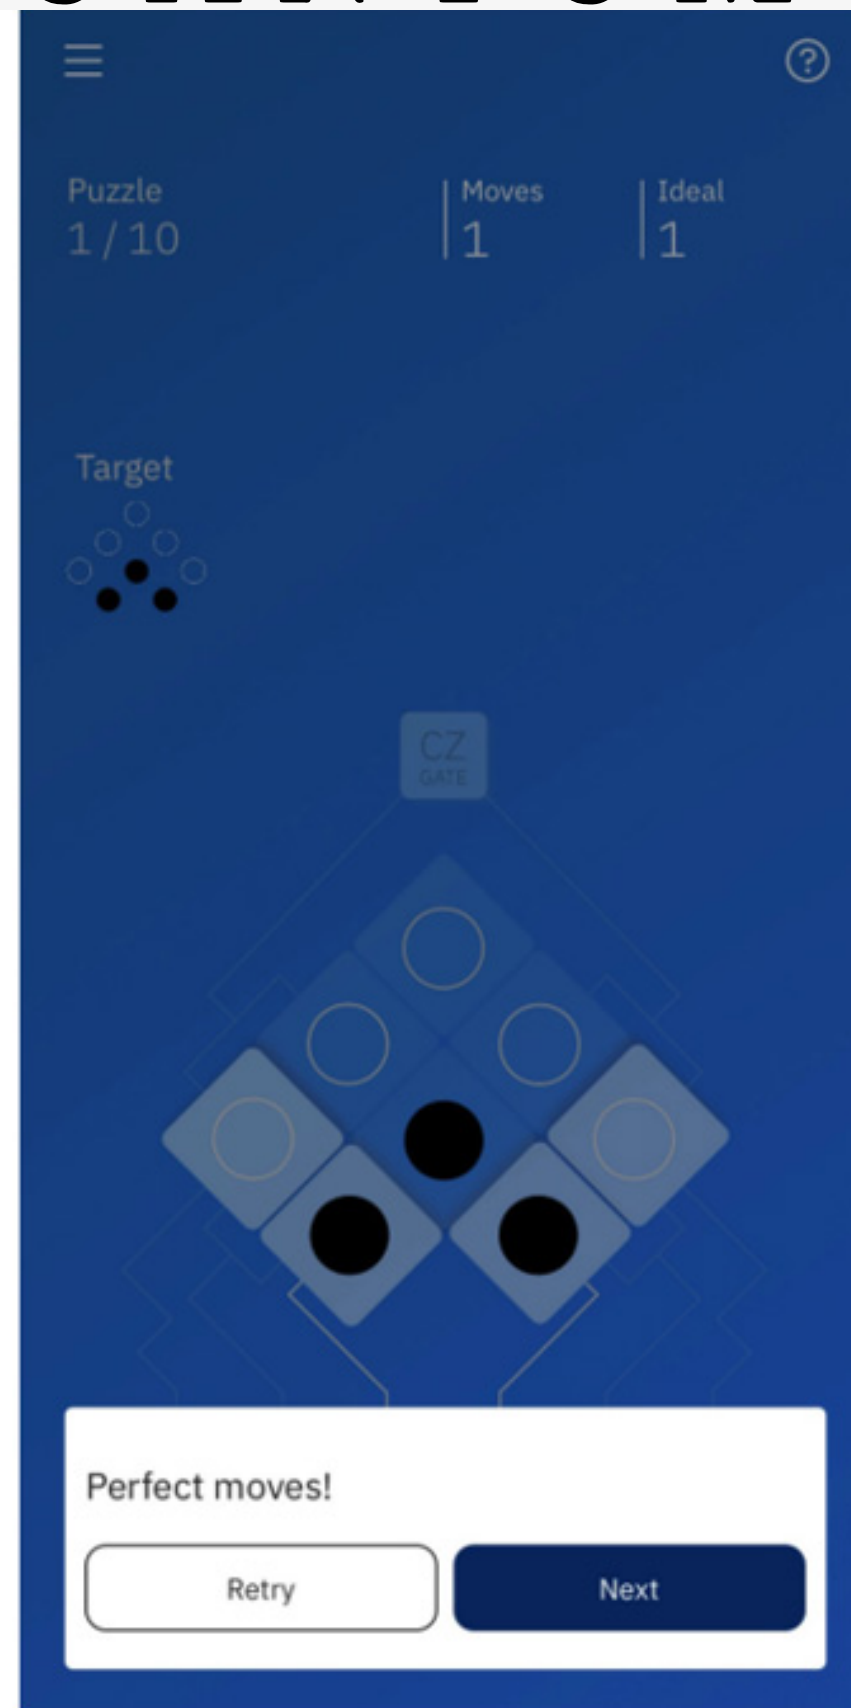 Puzzle
1 / 10
Moves
1
Ideal
1
Target
CZ
GATE
Perfect moves!
Retry
Next